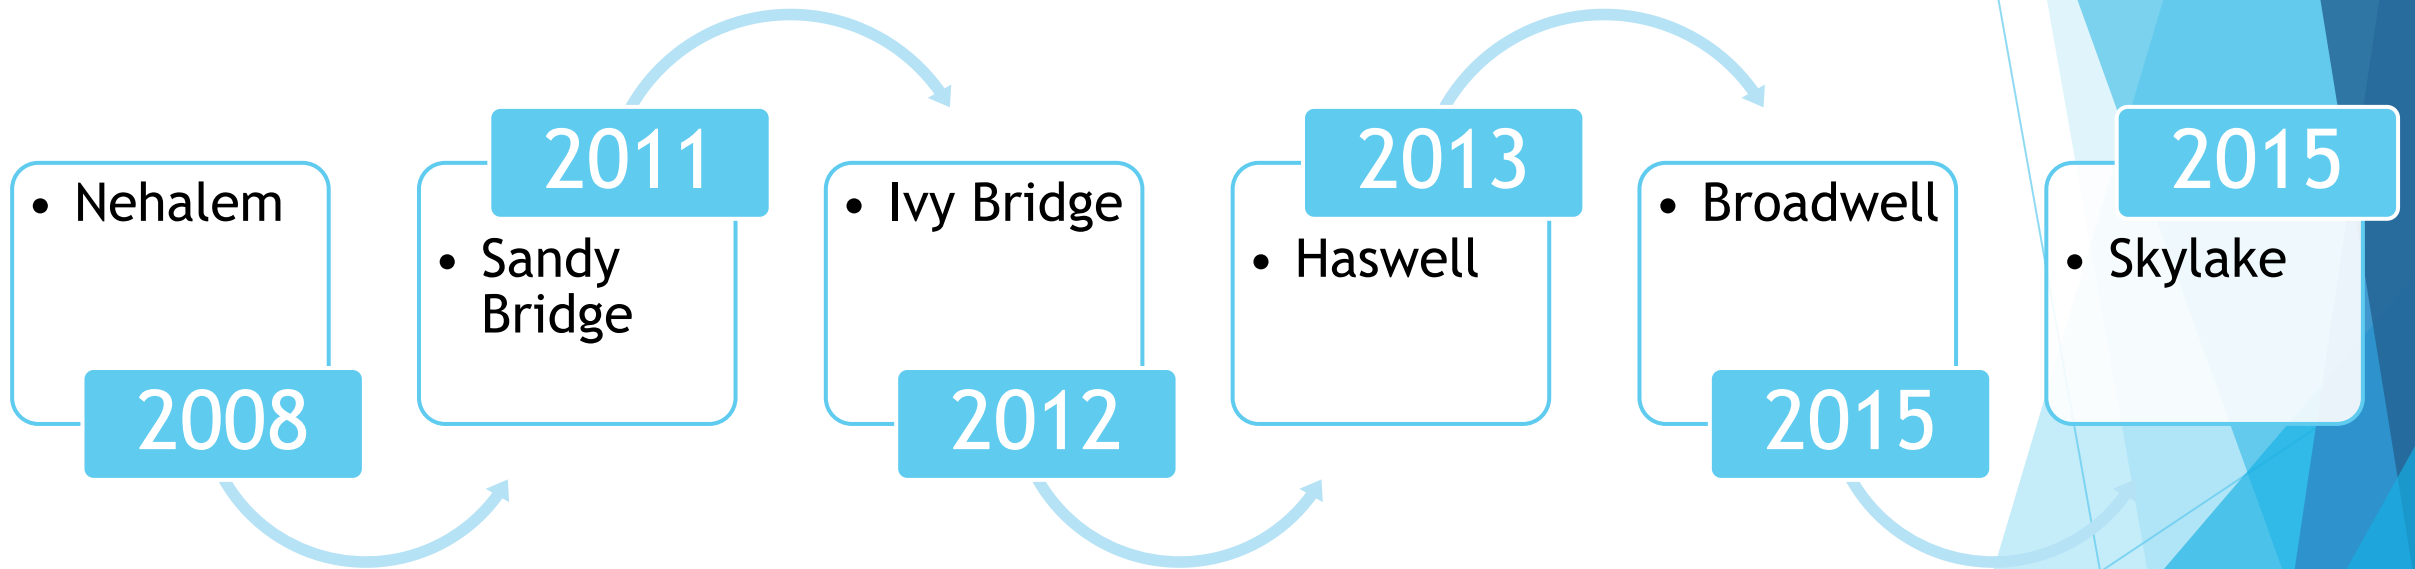 • Nehalem
2008
2011
• Sandy
Bridge
• Ivy Bridge
2012
2013
• Haswell
• Broadwell
2015
2015
• Skylake